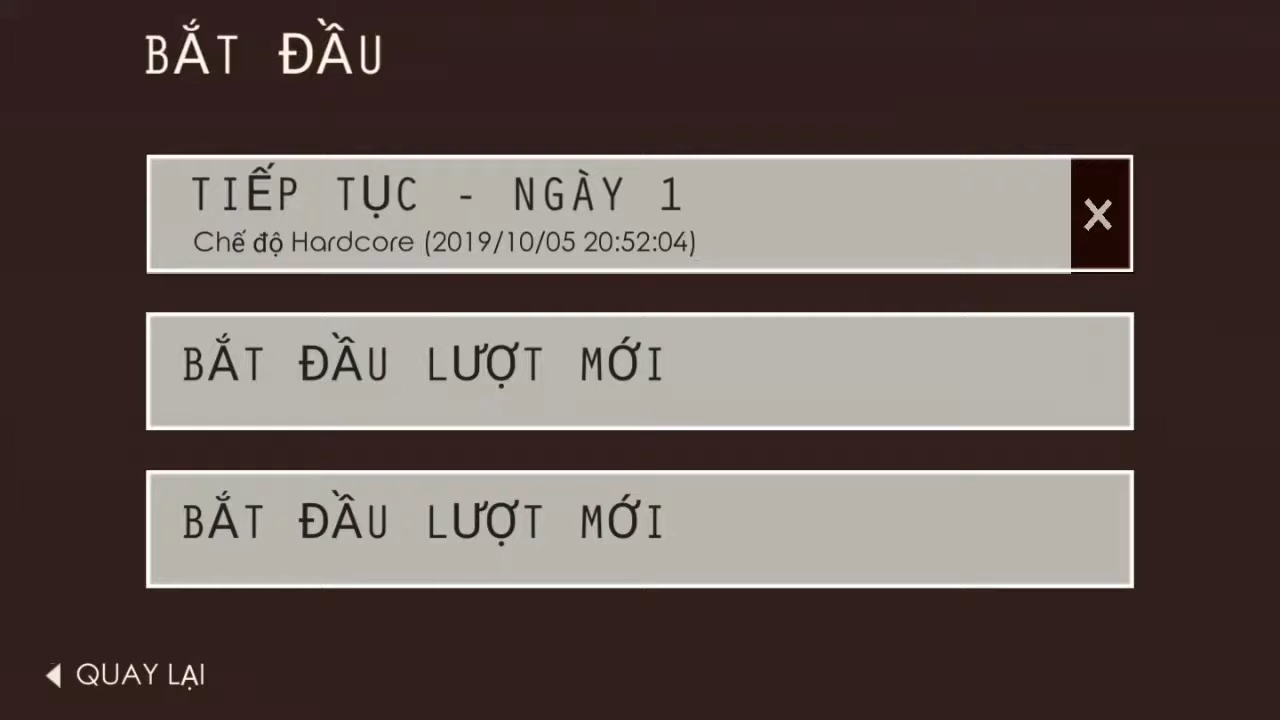 BẮT ĐẦU
TIẾP TỤC - NGÀY 1
Chế độ Hardcore (2019/10/05 20:52:04)
X
BẮT ĐẦU LƯỢT MỚI
BẮT ĐẦU LƯỢT MỚI
QUAY LẠI